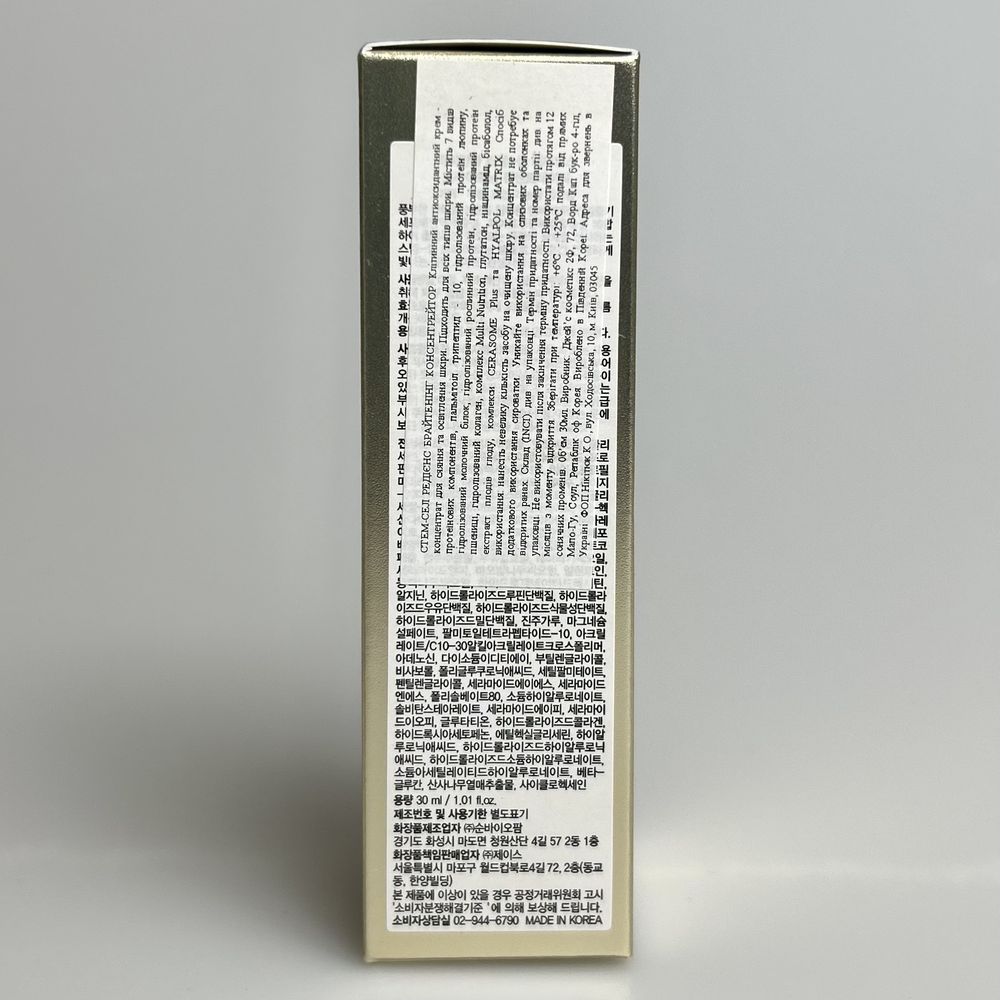 СТЕМ-СЕЛ РЕДІЄНС БРАЙТЕНІНГ КОНСЕНТРЕЙТОР Клітинний антиоксидантний крем -
концентрат для сяяння та освітлення шкіри. Підходить для всіх типів шкіри. Містить 7 видів
протеїнових компонентів, пальмітоїл трипептид - 10, гідролізований протеїн люпину,
гідролізований молочний білок, гідролізований рослинний протеїн, гідролізований протеїн
пшениці, гідролізований колаген, комплекс Multi Nutrition, глутатіон, ніацинамід, бісаболол,
екстракт плодів глоду, комплекси CERASOME Plus та HYALPOL MATRIX Спосіб
використання: нанесіть невелику кількість засобу на очищену шкіру. Концентрат не потребує
додаткового використання сироватки Уникайте використання на слизових оболонках та
відкритих ранах. Склад (INCI): див на упаковці. Термін придатності та номер партії: див на
упаковці. Не використовувати після закінчення терміну придатності. Використати протягом 12
місяців з моменту відкриття Зберігати при температурі: +6°С - +25°С подалі від прямих
сонячних променів. Об'єм 30мл. Виробник: Джей'с косметікс 2Ф, 72, Ворд Кап бук-ро 4-гіл,
Мапо-Гу, Сеул, Репаблік оф Корея Вироблено в Південній Кореї Адреса для звернень в
Україні ФОП Нікітюк К О, вул Ходосівська, 10, м Київ, 03045
알지닌, 하이드롤라이즈드루핀단백질, 하이드롤라
이즈드우유단백질, 하이드롤라이즈드식물성단백질,
하이드롤라이즈드밀단백질, 진주가루, 마그네슘
설페이트, 팔미토일테트라펩타이드-10, 아크릴
레이트/C10-30알킬아크릴레이트크로스폴리머,
아데노신, 다이소듐이디티에이, 부틸렌글라이콜,
비사보롤, 폴리글루쿠로닉애씨드, 세틸팔미테이트,
펜틸렌글라이콜, 세라마이드에이에스, 세라마이드
엔에스, 폴리솔베이트80, 소듐하이알루로네이트,
솔비탄스테아레이트, 세라마이드에이피, 세라마이
드이오피, 글루타티온, 하이드롤라이즈드콜라겐,
하이드록시아세토페논, 에틸헥실글리세린, 하이알
루로닉애씨드, 하이드롤라이즈드하이알루로닉
애씨드, 하이드롤라이즈드소듐하이알루로네이트,
소듐아세틸레이티드하이알루로네이트, 베타-
글루칸, 산사나무열매추출물, 사이클로헥세인
용량 30 ml / 1.01 fl.oz.
제조번호 및 사용기한 별도표기
화장품제조업자 ㈜순바이오팜
경기도 화성시 마도면 청원산단 4길 57 2동 1층
화장품책임판매업자 ㈜제이스
서울특별시 마포구 월드컵북로4길 72, 2층(동교
동, 한양빌딩)
본 제품에 이상이 있을 경우 공정거래위원회 고시
'소비자분쟁해결기준 '에 의해 보상해 드립니다.
소비자상담실 02-944-6790 MADE IN KOREA